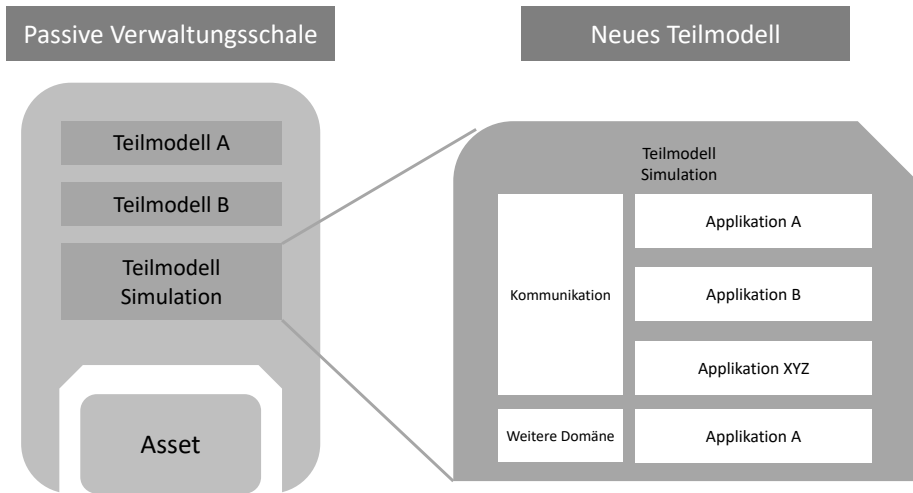 Passive Verwaltungsschale
Neues Teilmodell
Teilmodell A
Teilmodell B
Teilmodell
Simulation
Asset
Teilmodell
Simulation
Kommunikation
Applikation A
Applikation B
Applikation XYZ
Weitere Domäne
Applikation A